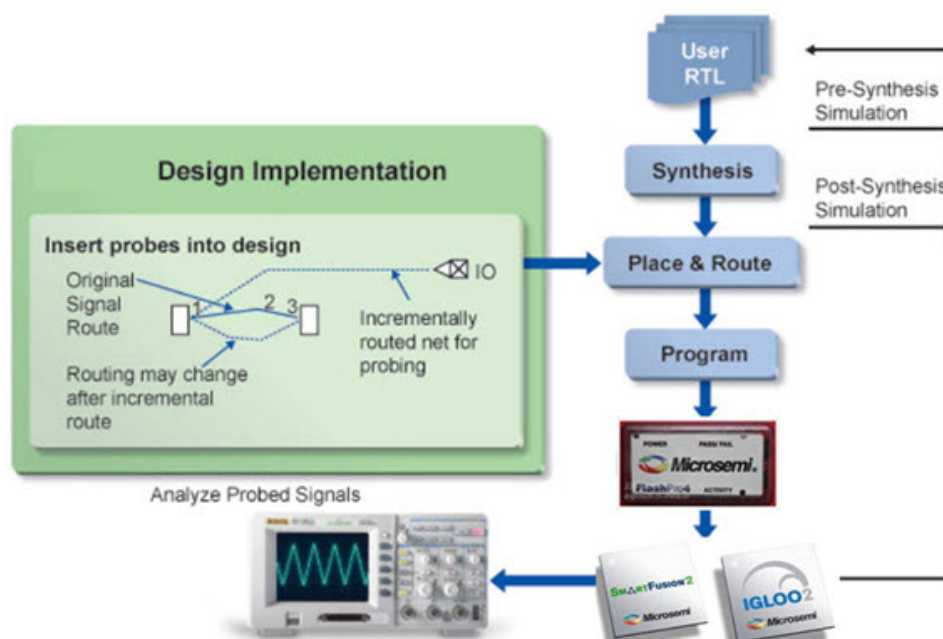 User
RTL
Pre-Synthesis
Simulation
Design Implementation
Synthesis
Post-Synthesis
Simulation
Insert probes into design
Original
Signal
Route
1
2
3
IO
Incrementally
routed net for
probing
Routing may change
after incremental
route
Place & Route
Program
POWER
PASS/FAIL
Microsemi
FlashPro4
ACTIVITY
Analyze Probed Signals
RIGOL
SMARTFUSION2
Microsemi
IGLOO2
Microsemi